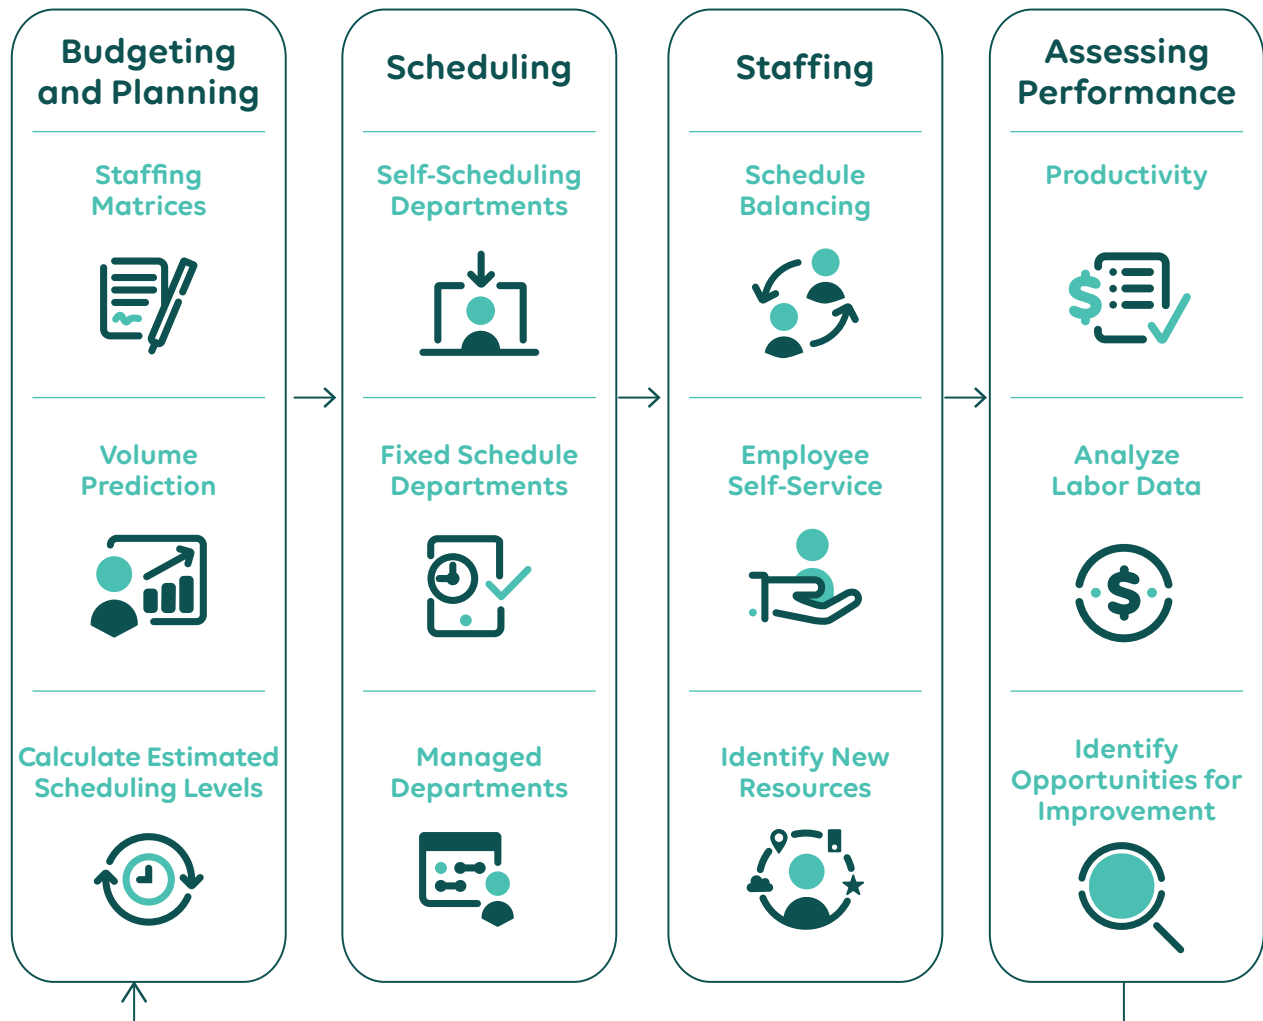 Budgeting
and Planning
Staffing
Matrices
Volume
Prediction
Calculate Estimated
Scheduling Levels
Scheduling
Self-Scheduling
Departments
Fixed Schedule
Departments
Managed
Departments
Staffing
Schedule
Balancing
Employee
Self-Service
Identify New
Resources
Assessing
Performance
Productivity
$
Analyze
Labor Data
$
Identify
Opportunities for
Improvement